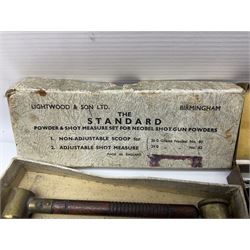 LIGHTWOOD & SON LTD. BIRMINGHAM
THE
STANDARD
POWDER & SHOT MEASURE SET FOR NEOBEL SHOT GUN POWDERS
1. NON-ADJUSTABLE SCOOP for
2. ADJUSTABLE SHOT MEASURE
MADE IN ENGLAND